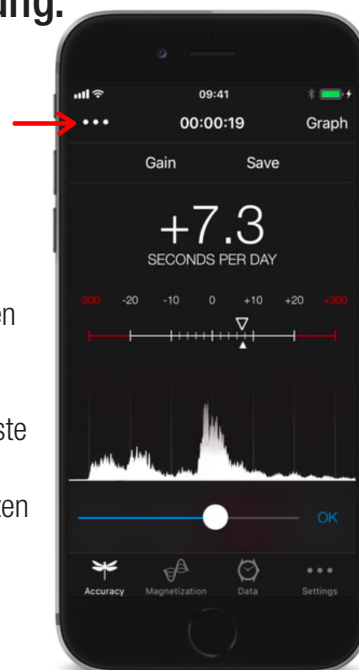 ung.
09:41
••• 00:00:19 Graph
Gain Save
+7.3
SECONDS PER DAY
-300 -20 -10 0 +10 +20 +300
en
ste
zen
OK
Accuracy Magnetization Data Settings